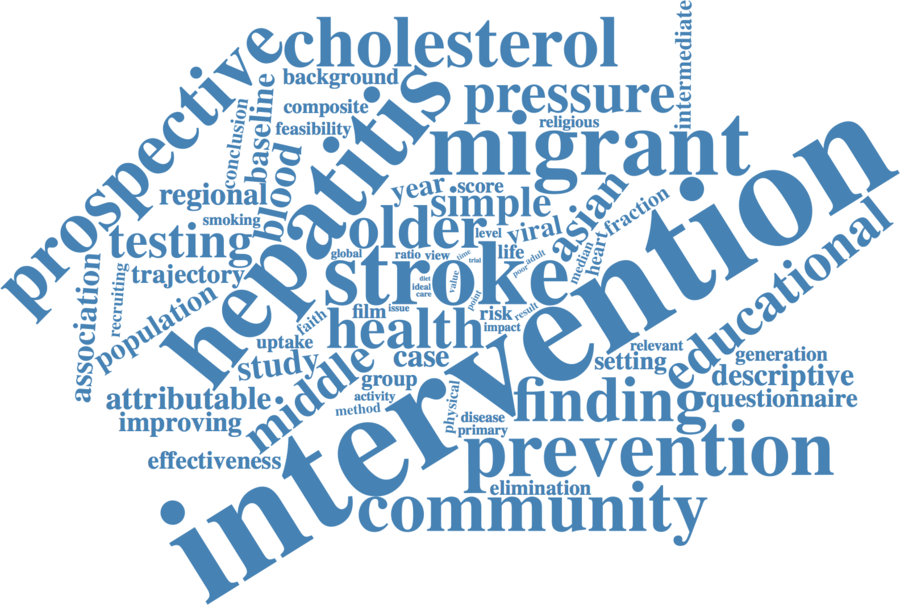 cholesterol
prospective
background
intermediate
pressure
composite
religious
conclusion
baseline
feasibility
hepatitis
migrant
intervention
blood
regional
year
score
simple
asian
fraction
smoking
older
level
viral
testing
global
ratio
view
time
trial
life
poor
adult
median
heart
educational
association
recruiting
trajectory
stroke
diet
ideal
care
value
point
result
population
faith
film
issue
risk
impact
health
uptake
study
middle
case
setting
relevant
generation
descriptive
group
activity
method
physical
attributable
improving
finding
questionnaire
disease
primary
prevention
effectiveness
elimination
community